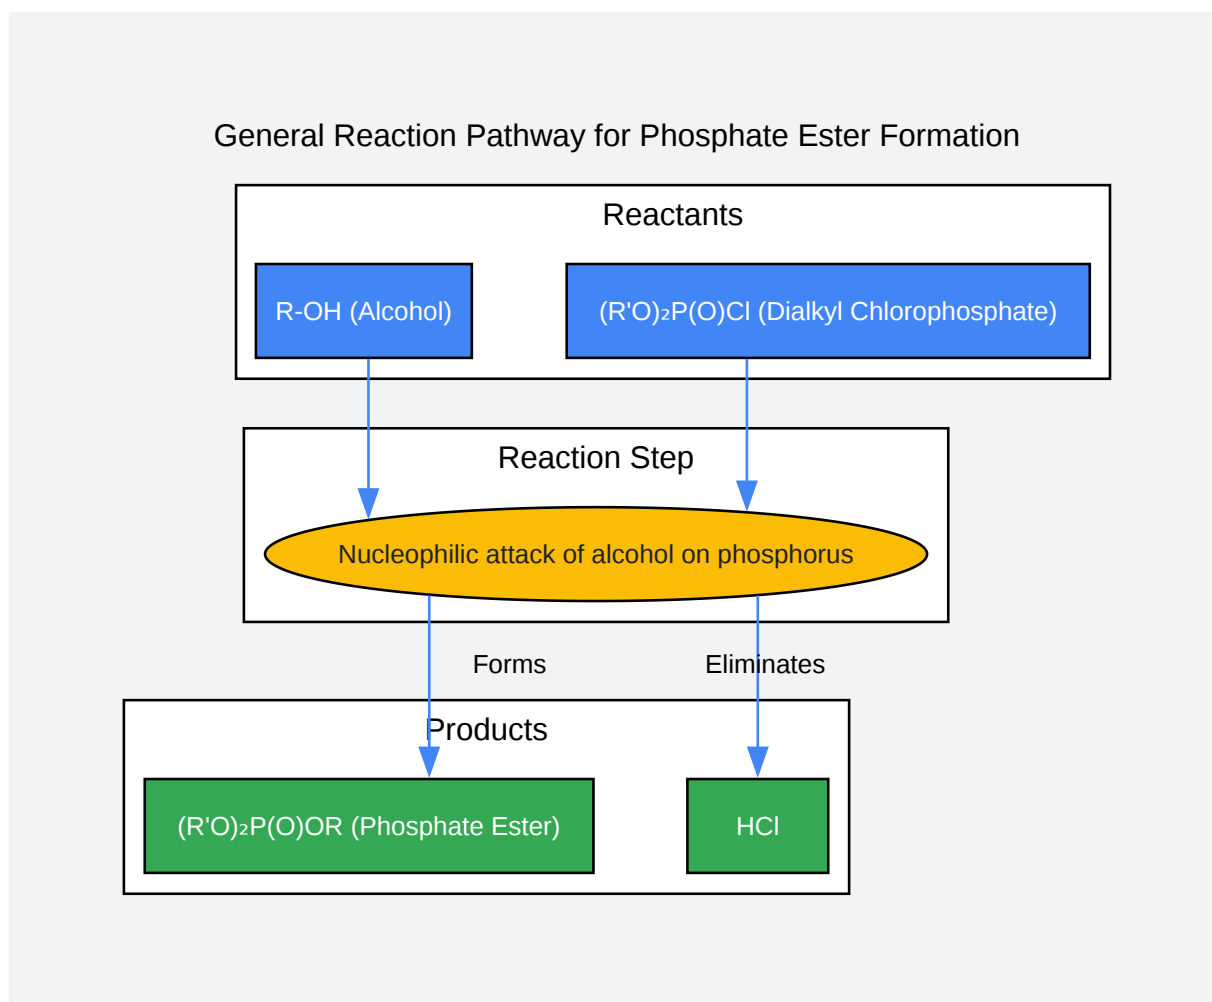 General Reaction Pathway for Phosphate Ester Formation
Reactants
R-OH (Alcohol)
(R'O)₂P(O)Cl (Dialkyl Chlorophosphate)
Reaction Step
Nucleophilic attack of alcohol on phosphorus
Forms
Eliminates
Products
(R'O)₂P(O)OR (Phosphate Ester)
HCl